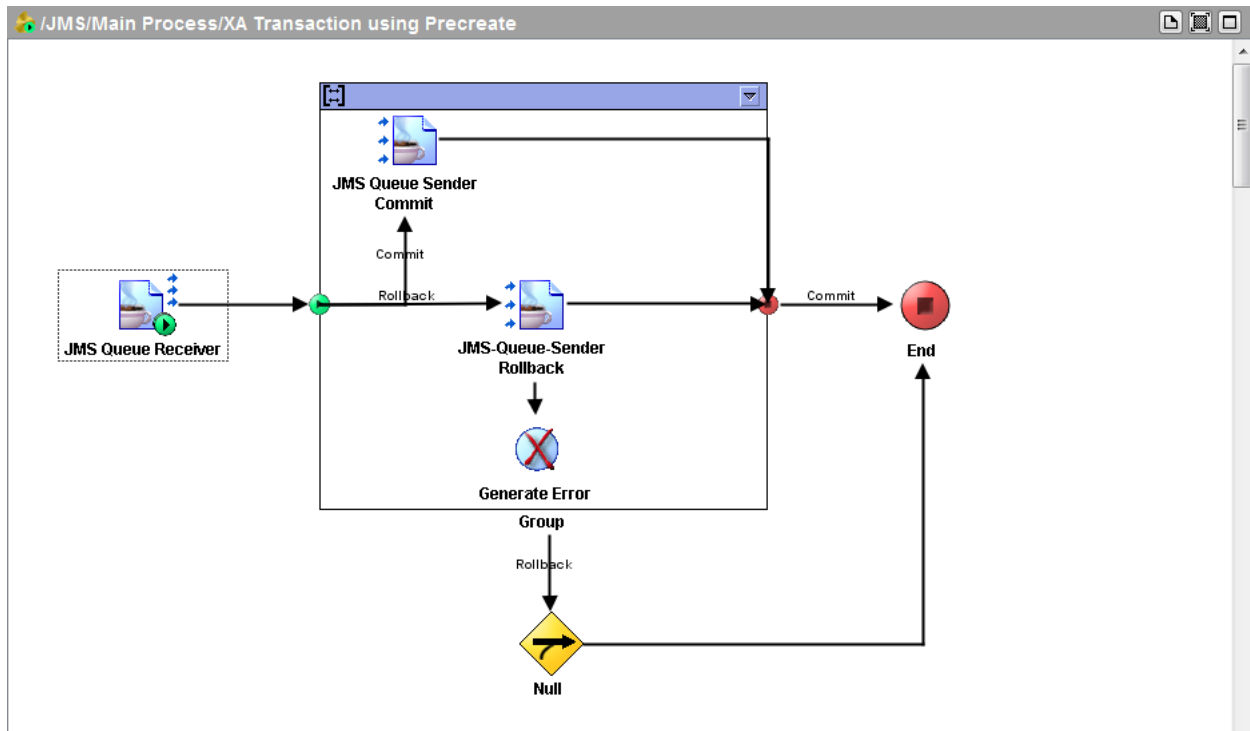 /JMS/Main Process/XA Transaction using Precreate
JMS Queue Sender
Commit
Commit
Rollback
Commit
JMS Queue Receiver
JMS-Queue-Sender
Rollback
End
Generate Error
Group
Rollback
Null